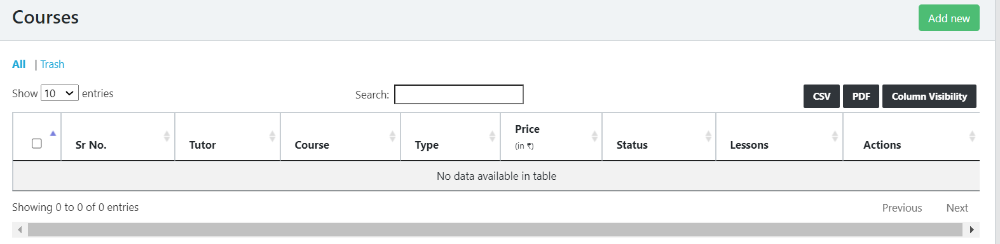 Courses
Add new
All | Trash
Show 10 entries
Search:
CSV PDF Column Visibility
Sr No. Tutor Course Type Price (in ₹) Status Lessons Actions
No data available in table
Showing 0 to 0 of 0 entries
Previous Next